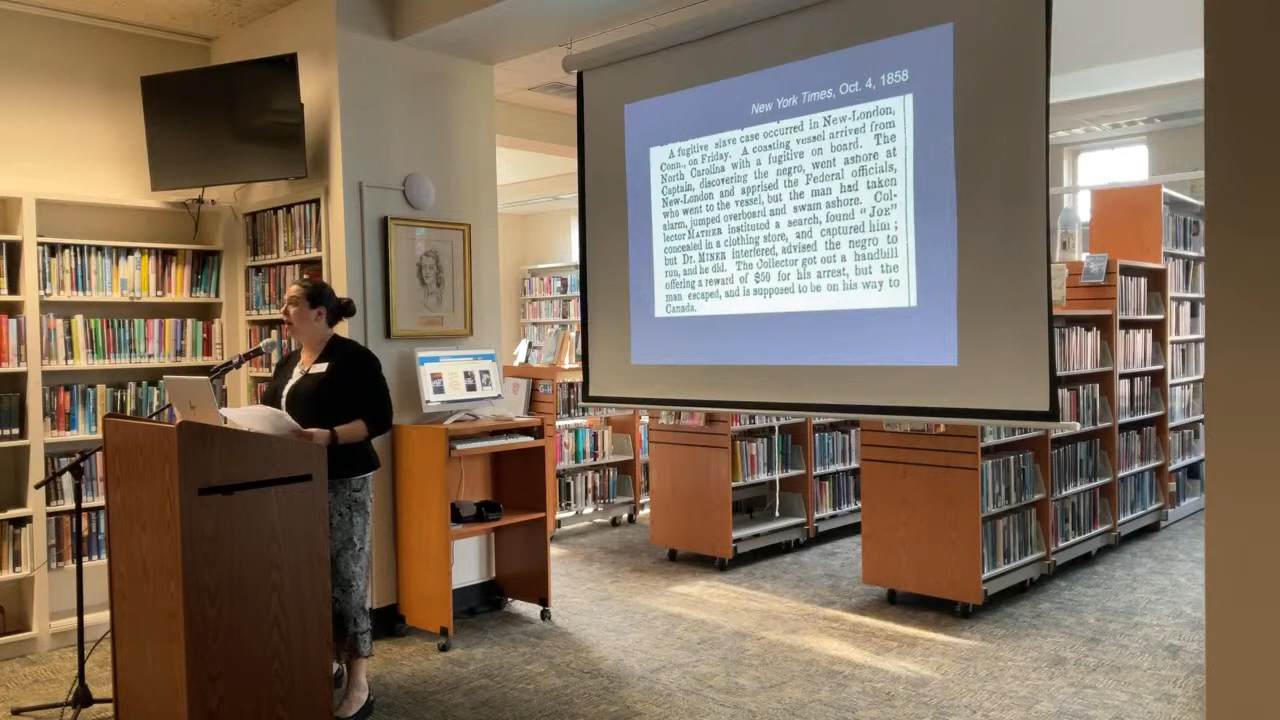 New York Times, Oct. 4, 1858
A fugitive slave case occurred in New-London,
Conn., on Friday. A coasting vessel arrived from
North Carolina with a fugitive on board. The
Captain, discovering the negro, went ashore at
New-London and apprised the Federal officials,
who went to the vessel, but the man had taken
alarm, jumped overboard and swam ashore. Col-
lector MATHER instituted a search, found "JOE"
concealed in a clothing store, and captured him;
but Dr. MINER interfered, advised the negro to
run, and he did. The Collector got out a handbill
offering a reward of $50 for his arrest, but the
man escaped, and is supposed to be on his way to
Canada.